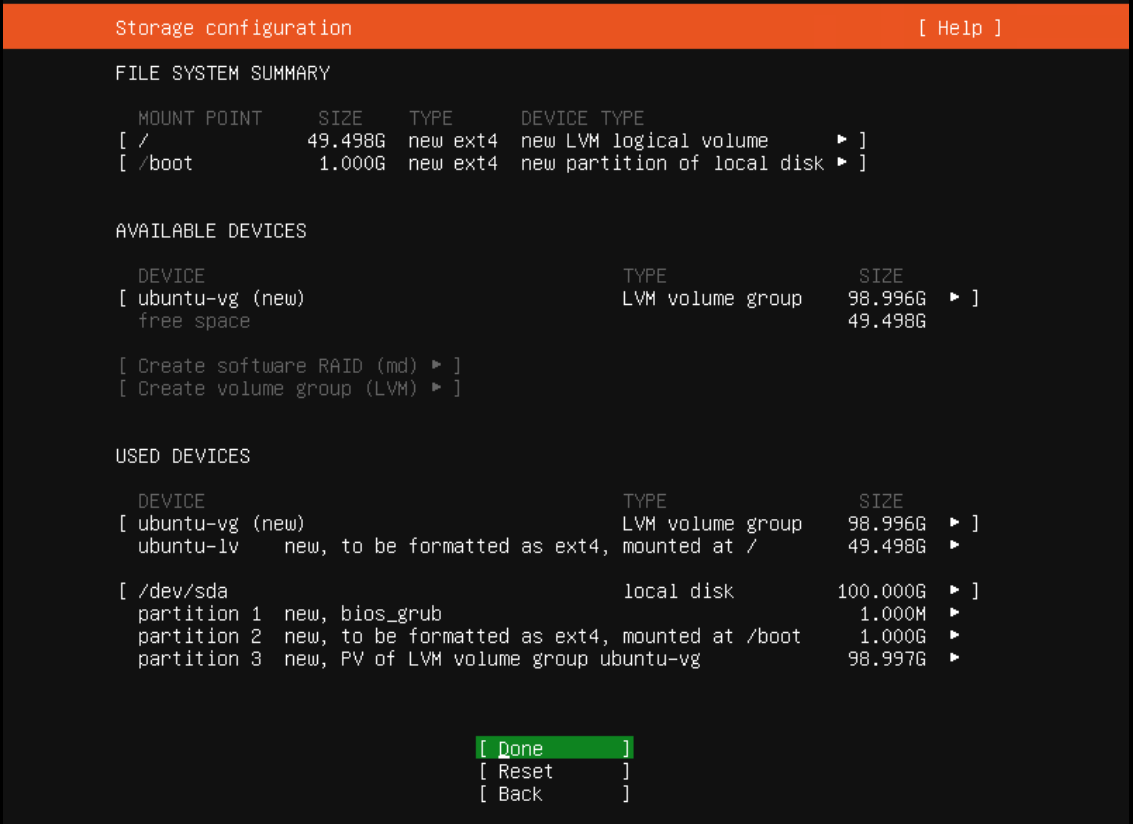 Storage configuration [ Help ]
FILE SYSTEM SUMMARY
MOUNT POINT SIZE TYPE DEVICE TYPE
[ / 49.498G new ext4 new LVM logical volume ▸ ]
[ /boot 1.000G new ext4 new partition of local disk ▸ ]
AVAILABLE DEVICES
DEVICE TYPE SIZE
[ ubuntu-vg (new) LVM volume group 98.996G ▸ ]
free space 49.498G
[ Create software RAID (md) ▸ ]
[ Create volume group (LVM) ▸ ]
USED DEVICES
DEVICE TYPE SIZE
[ ubuntu-vg (new) LVM volume group 98.996G ▸ ]
ubuntu-lv new, to be formatted as ext4, mounted at / 49.498G ▸
[ /dev/sda local disk 100.000G ▸ ]
partition 1 new, bios_grub 1.000M ▸
partition 2 new, to be formatted as ext4, mounted at /boot 1.000G ▸
partition 3 new, PV of LVM volume group ubuntu-vg 98.997G ▸
[ Done ]
[ Reset ]
[ Back ]